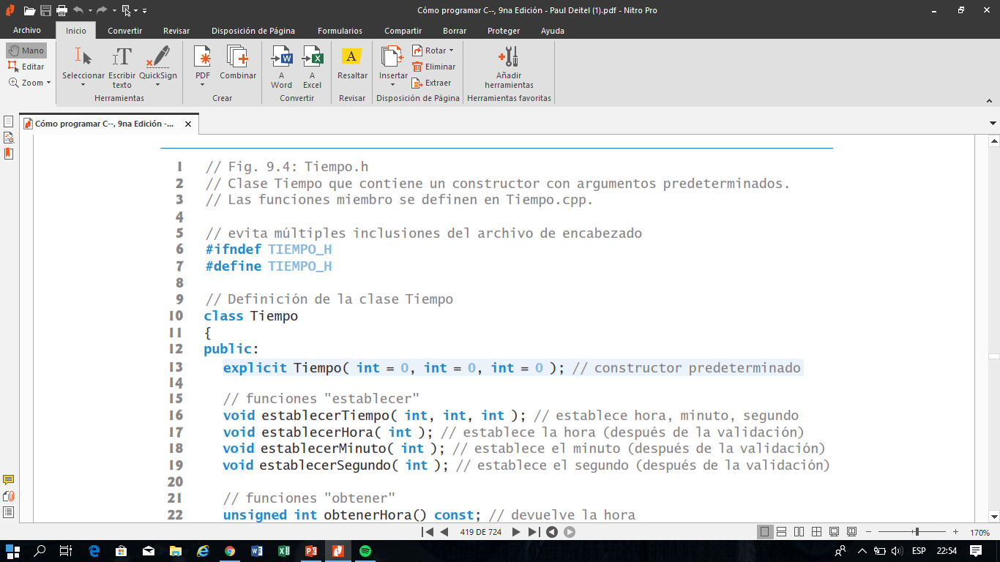 Cómo programar C--, 9na Edición - Paul Deitel (1).pdf - Nitro Pro
Archivo Inicio Convertir Revisar Disposición de Página Formularios Compartir Borrar Proteger Ayuda
Mano
Editar
Zoom
Seleccionar
Escribir texto
QuickSign
Herramientas
PDF
Combinar
Crear
A Word
A Excel
Convertir
Resaltar
Revisar
Insertar
Rotar
Eliminar
Extraer
Disposición de Página
Añadir herramientas
Herramientas favoritas
Cómo programar C--, 9na Edición -...
1 // Fig. 9.4: Tiempo.h
2 // Clase Tiempo que contiene un constructor con argumentos predeterminados.
3 // Las funciones miembro se definen en Tiempo.cpp.
4
5 // evita múltiples inclusiones del archivo de encabezado
6 #ifndef TIEMPO_H
7 #define TIEMPO_H
8
9 // Definición de la clase Tiempo
10 class Tiempo
11 {
12 public:
13 explicit Tiempo( int = 0, int = 0, int = 0 ); // constructor predeterminado
14
15 // funciones "establecer"
16 void establecerTiempo( int, int, int ); // establece hora, minuto, segundo
17 void establecerHora( int ); // establece la hora (después de la validación)
18 void establecerMinuto( int ); // establece el minuto (después de la validación)
19 void establecerSegundo( int ); // establece el segundo (después de la validación)
20
21 // funciones "obtener"
22 unsigned int obtenerHora() const; // devuelve la hora
419 DE 724
170%
ESP 22:54